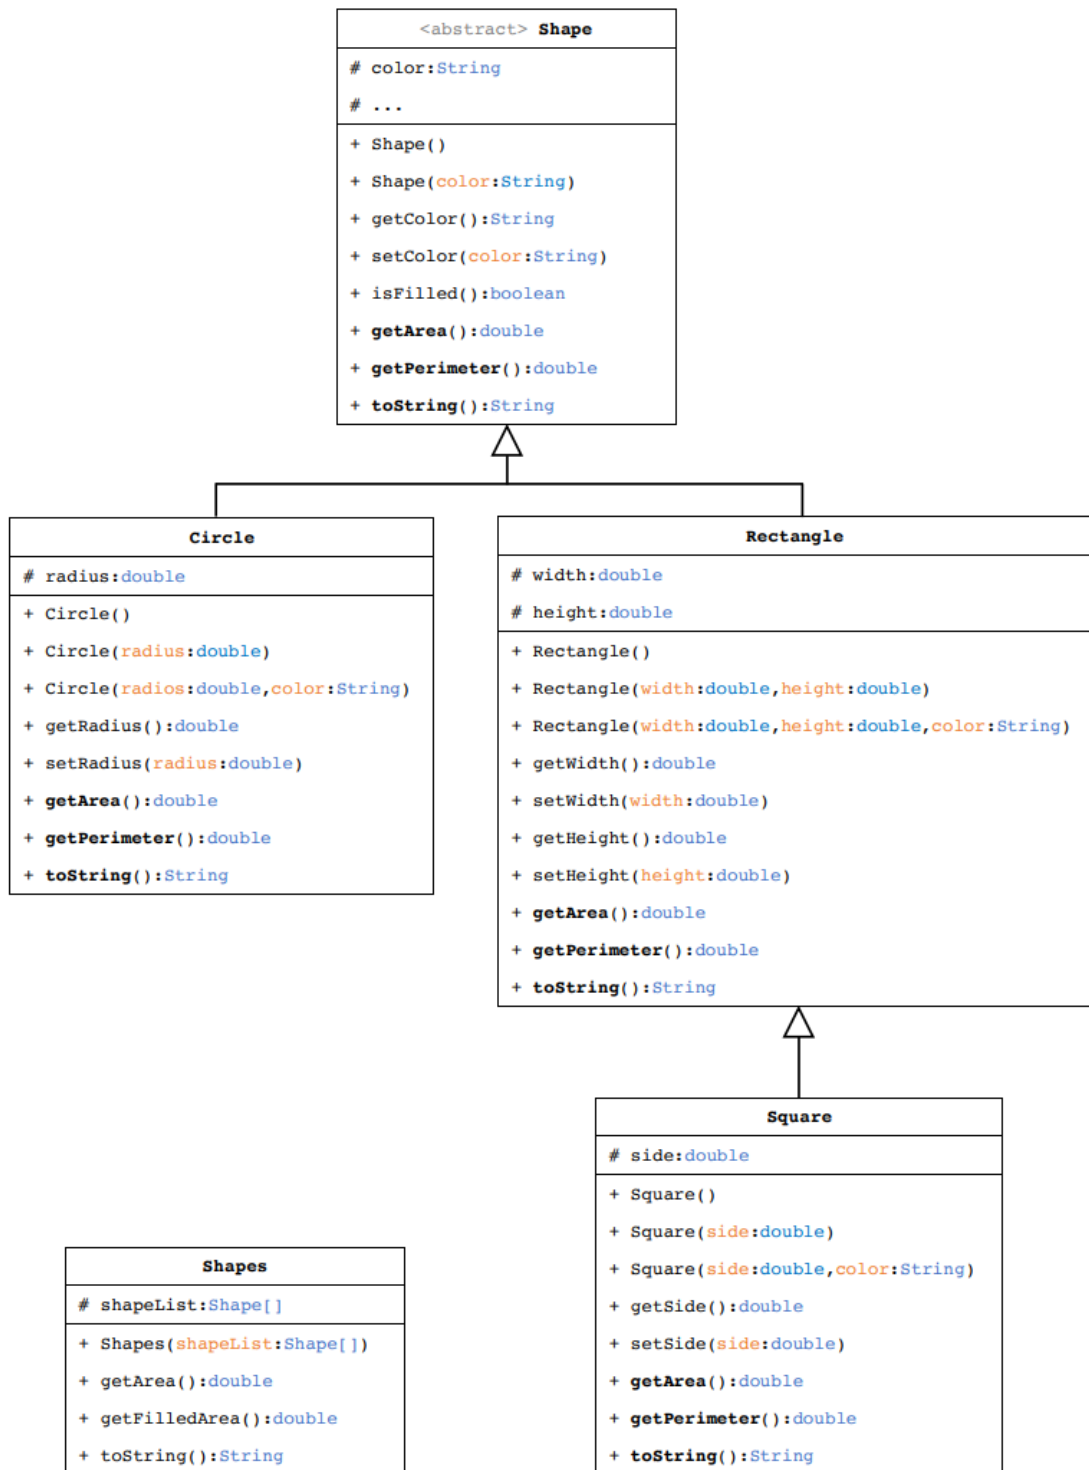 <abstract> Shape
# color:String
# ...
+ Shape()
+ Shape(color:String)
+ getColor():String
+ setColor(color:String)
+ isFilled():boolean
+ getArea():double
+ getPerimeter():double
+ toString():String
Circle
# radius:double
+ Circle()
+ Circle(radius:double)
+ Circle(radios:double,color:String)
+ getRadius():double
+ setRadius(radius:double)
+ getArea():double
+ getPerimeter():double
+ toString():String
Rectangle
# width:double
# height:double
+ Rectangle()
+ Rectangle(width:double,height:double)
+ Rectangle(width:double,height:double,color:String)
+ getWidth():double
+ setWidth(width:double)
+ getHeight():double
+ setHeight(height:double)
+ getArea():double
+ getPerimeter():double
+ toString():String
Square
# side:double
+ Square()
+ Square(side:double)
+ Square(side:double,color:String)
+ getSide():double
+ setSide(side:double)
+ getArea():double
+ getPerimeter():double
+ toString():String
Shapes
# shapeList:Shape[]
+ Shapes(shapeList:Shape[])
+ getArea():double
+ getFilledArea():double
+ toString():String